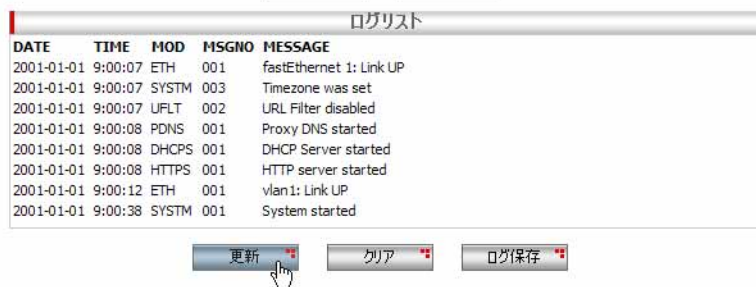 ログリスト
DATE TIME MOD MSGNO MESSAGE
2001-01-01 9:00:07 ETH 001 fastEthernet 1: Link UP
2001-01-01 9:00:07 SYSTM 003 Timezone was set
2001-01-01 9:00:07 UFLT 002 URL Filter disabled
2001-01-01 9:00:08 PDNS 001 Proxy DNS started
2001-01-01 9:00:08 DHCPS 001 DHCP Server started
2001-01-01 9:00:08 HTTPS 001 HTTP server started
2001-01-01 9:00:12 ETH 001 vlan1: Link UP
2001-01-01 9:00:38 SYSTM 001 System started
更新 クリア ログ保存